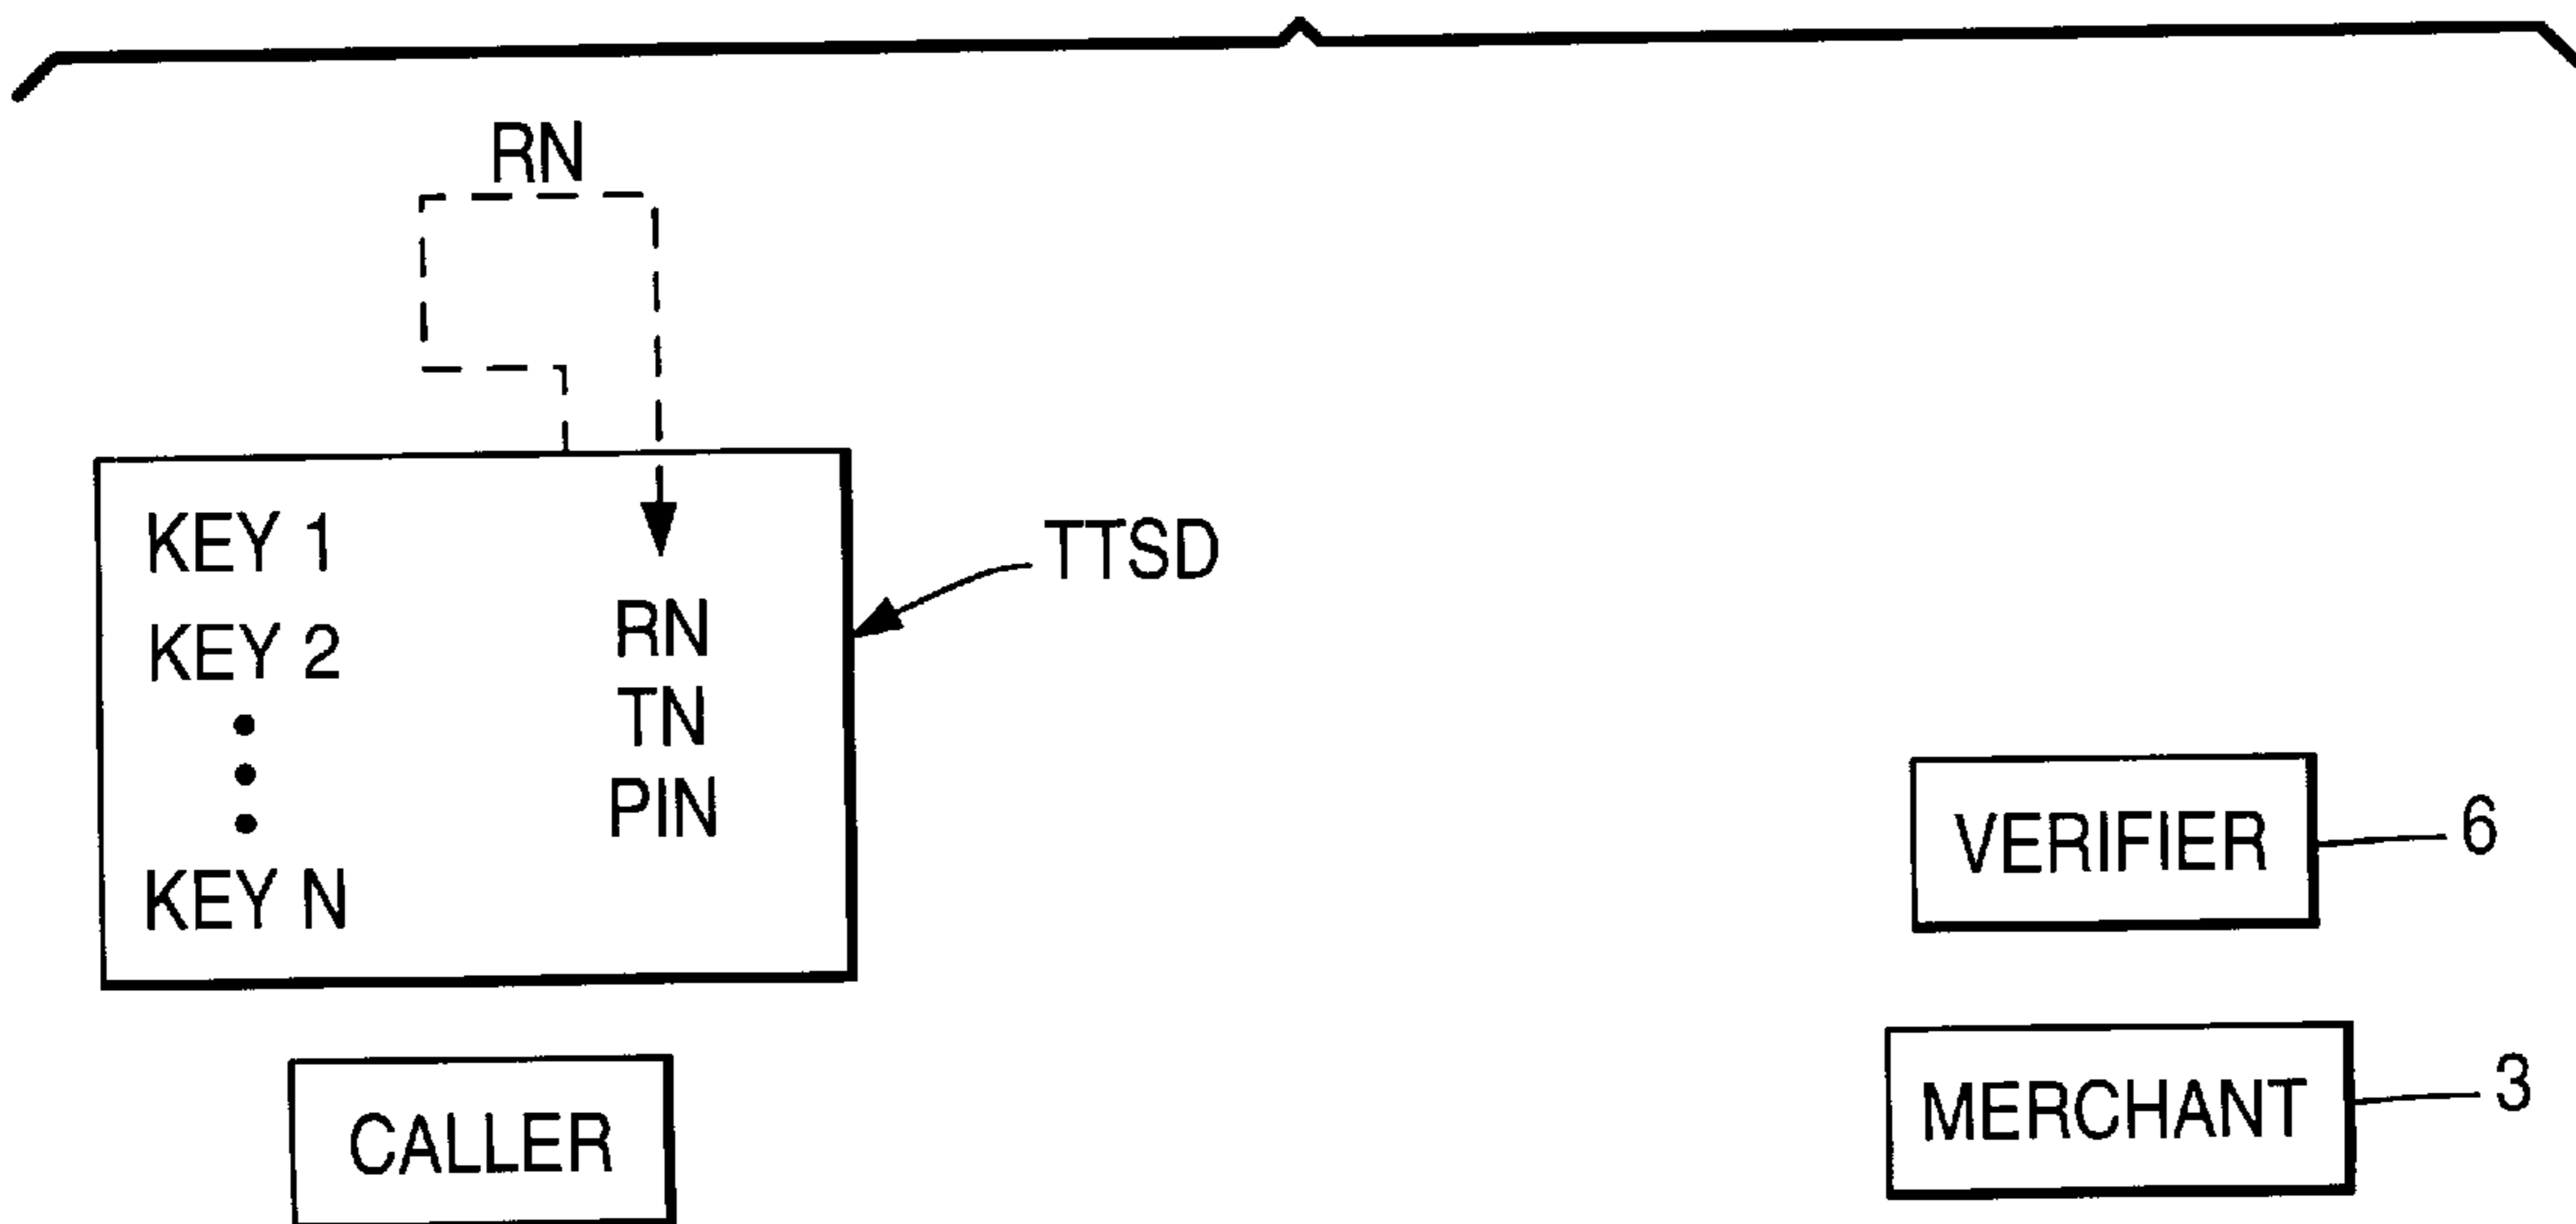 RN
KEY 1
KEY 2
KEY N
RN
TN
PIN
TTSD
VERIFIER
6
MERCHANT
3
CALLER